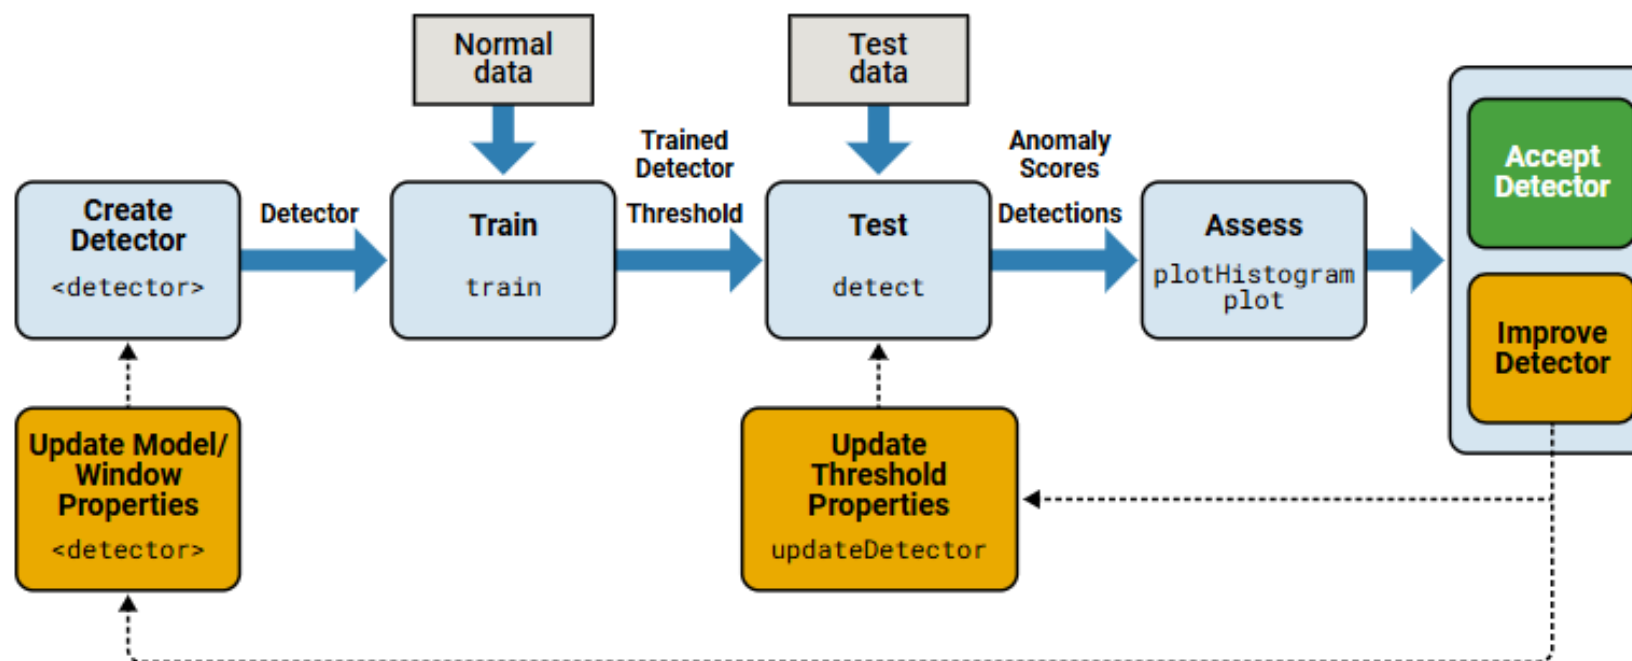 Normal
data
Test
data
Trained
Detector
Threshold
Anomaly
Scores
Detections
Accept
Detector
Create
Detector
<detector>
Detector
Train
train
Test
detect
Assess
plotHistogram
plot
Improve
Detector
Update Model/
Window
Properties
<detector>
Update
Threshold
Properties
updateDetector